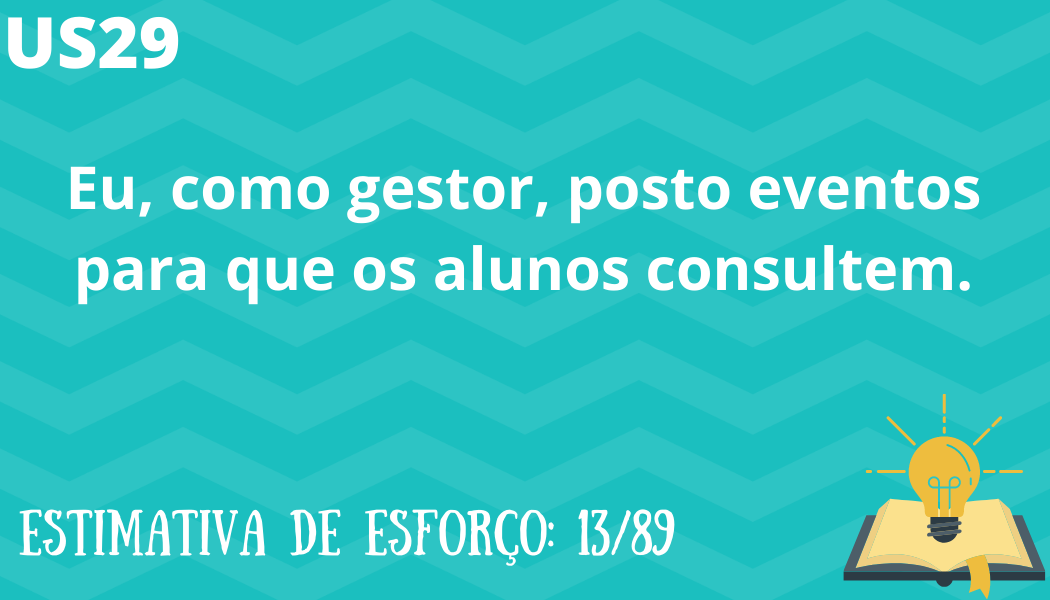 US29
Eu, como gestor, posto eventos
para que os alunos consultem.
ESTIMATIVA DE ESFORÇO: 13/89